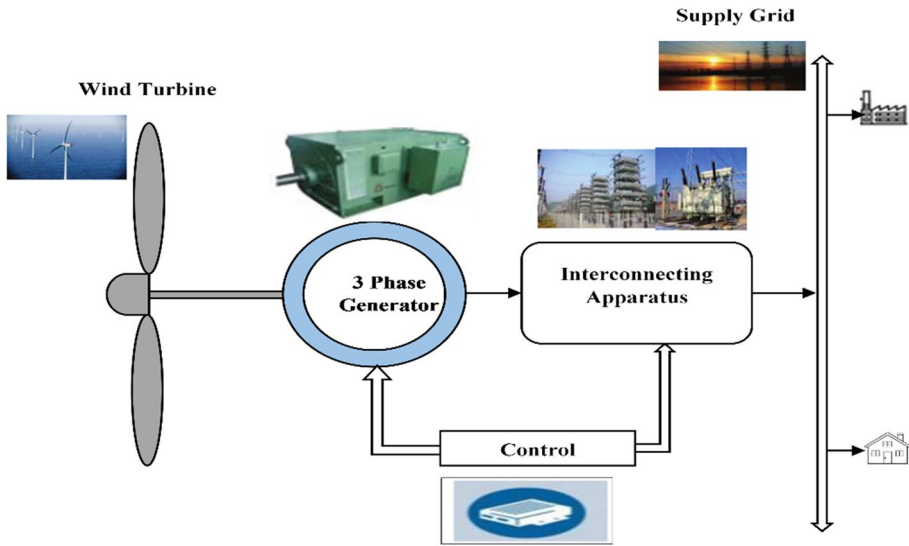 Supply Grid
Wind Turbine
3 Phase
Generator
Interconnecting
Apparatus
Control